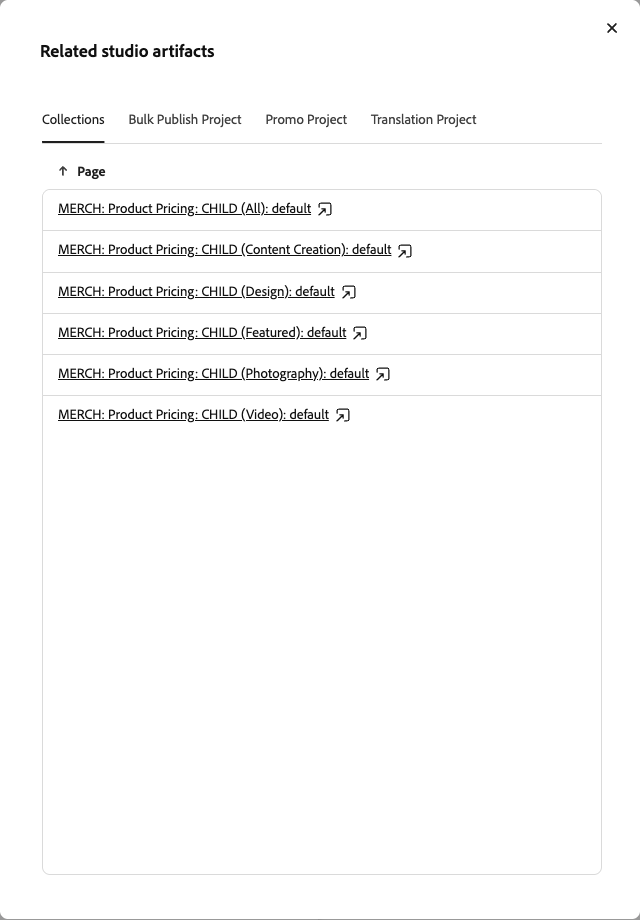 Related studio artifacts
Collections Bulk Publish Project Promo Project Translation Project
Page
MERCH: Product Pricing: CHILD (All): default
MERCH: Product Pricing: CHILD (Content Creation): default
MERCH: Product Pricing: CHILD (Design): default
MERCH: Product Pricing: CHILD (Featured): default
MERCH: Product Pricing: CHILD (Photography): default
MERCH: Product Pricing: CHILD (Video): default